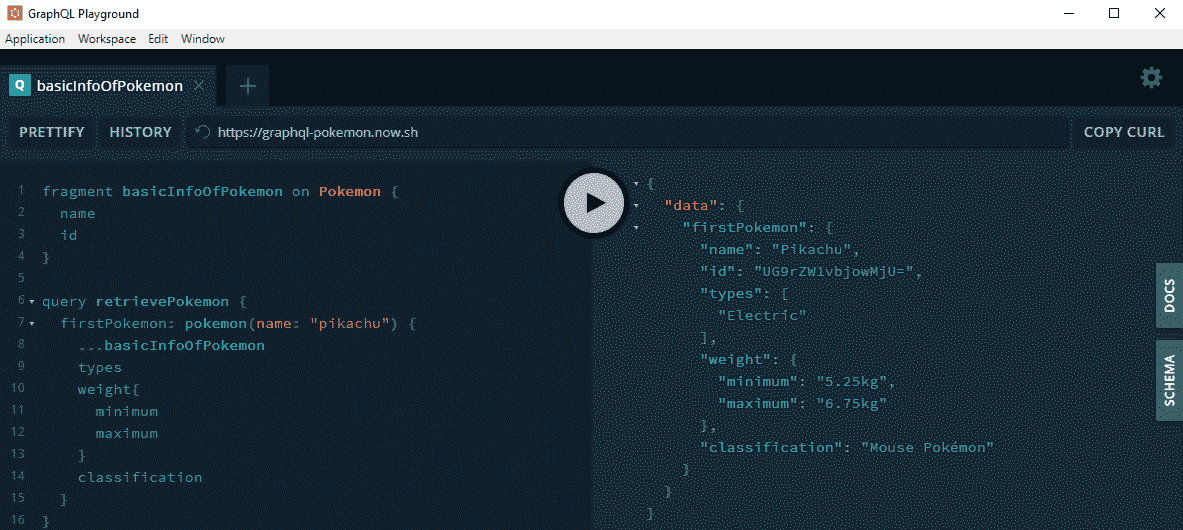 GraphQL Playground
Application Workspace Edit Window
Q basicInfoOfPokemon
PRETTIFY HISTORY https://graphql-pokemon.now.sh COPY CURL
1 fragment basicInfoOfPokemon on Pokemon {
2 name
3 id
4 }
5
6 query retrievePokemon {
7 firstPokemon: pokemon(name: "pikachu") {
8 ...basicInfoOfPokemon
9 types
10 weight{
11 minimum
12 maximum
13 }
14 classification
15 }
16 }
{
"data": {
"firstPokemon": {
"name": "Pikachu",
"id": "UG9rZW1vbjowMjU=",
"types": [
"Electric"
],
"weight": {
"minimum": "5.25kg",
"maximum": "6.75kg"
},
"classification": "Mouse Pokémon"
}
}
}
DOCS
SCHEMA